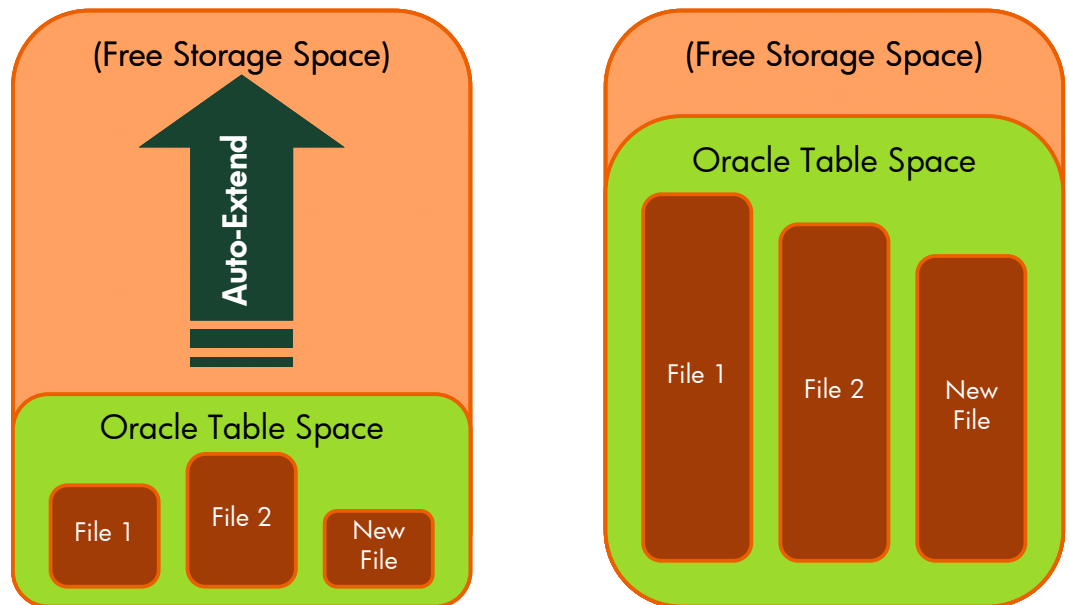 (Free Storage Space)
Auto-Extend
Oracle Table Space
File 1
File 2
New
File
(Free Storage Space)
Oracle Table Space
File 1
File 2
New
File